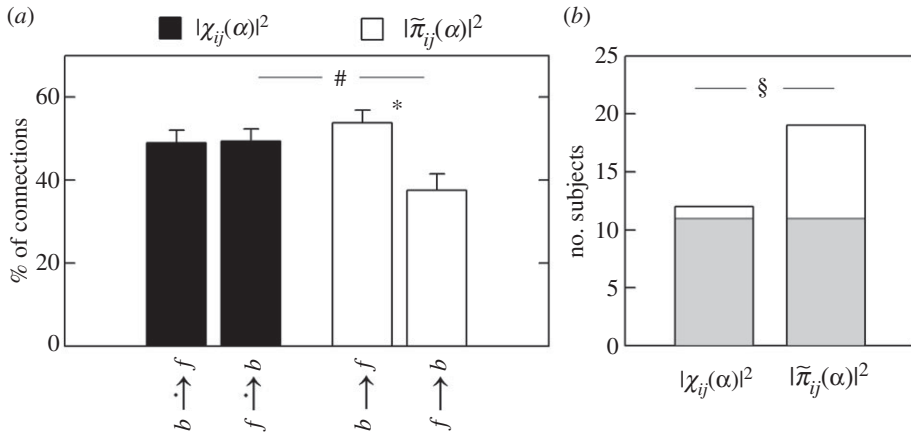 (a)
|χij(α)|² |π̃ij(α)|²
% of connections
60
40
20
0
#
*
b ⟶̇ f
f ⟶̇ b
b ⟶ f
f ⟶ b
(b)
no. subjects
25
20
15
10
5
0
§
|χij(α)|²
|π̃ij(α)|²